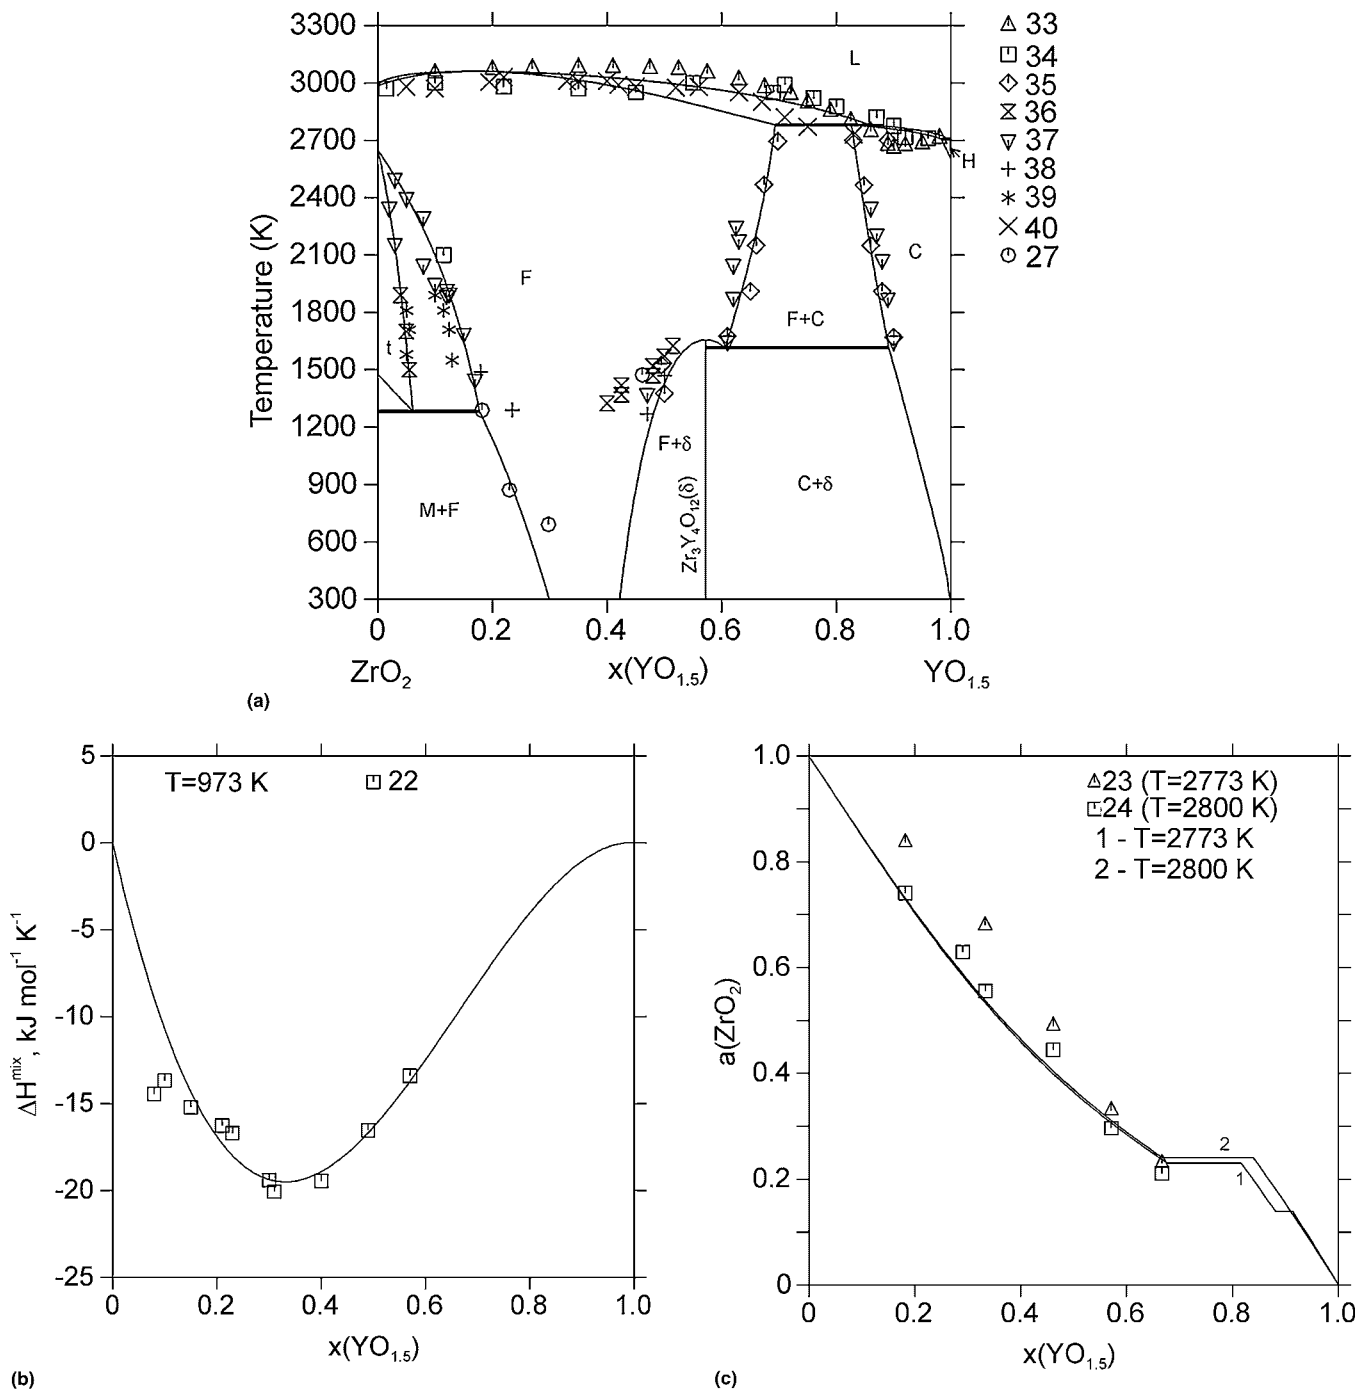 3300
3000
2700
2400
2100
1800
1500
1200
900
600
300
Temperature (K)
L
H
F
C
t
F+C
F+δ
M+F
C+δ
Zr₃Y₄O₁₂(δ)
33
34
35
36
37
38
39
40
27
0 0.2 0.4 0.6 0.8 1.0
ZrO₂ x(YO₁.₅) YO₁.₅
(a)
5
0
-5
-10
-15
-20
-25
ΔHᵐⁱˣ, kJ mol⁻¹ K⁻¹
T=973 K 22
0 0.2 0.4 0.6 0.8 1.0
x(YO₁.₅)
(b)
1.0
0.8
0.6
0.4
0.2
0
a(ZrO₂)
23 (T=2773 K)
24 (T=2800 K)
1 - T=2773 K
2 - T=2800 K
2
1
0 0.2 0.4 0.6 0.8 1.0
x(YO₁.₅)
(c)